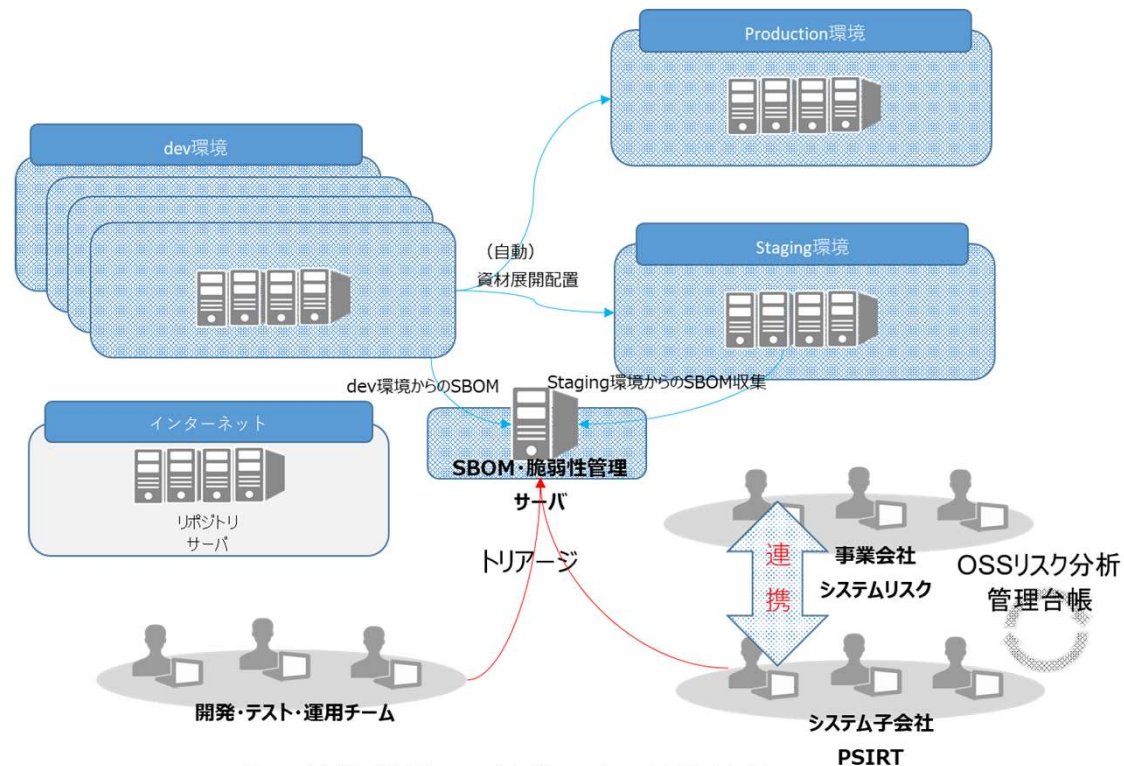 Production環境
dev環境
Staging環境
（自動）
資材展開配置
dev環境からのSBOM
Staging環境からのSBOM収集
インターネット
リポジトリ
サーバ
SBOM・脆弱性管理
サーバ
トリアージ
連
携
事業会社
システムリスク
OSSリスク分析
管理台帳
開発・テスト・運用チーム
システム子会社
PSIRT